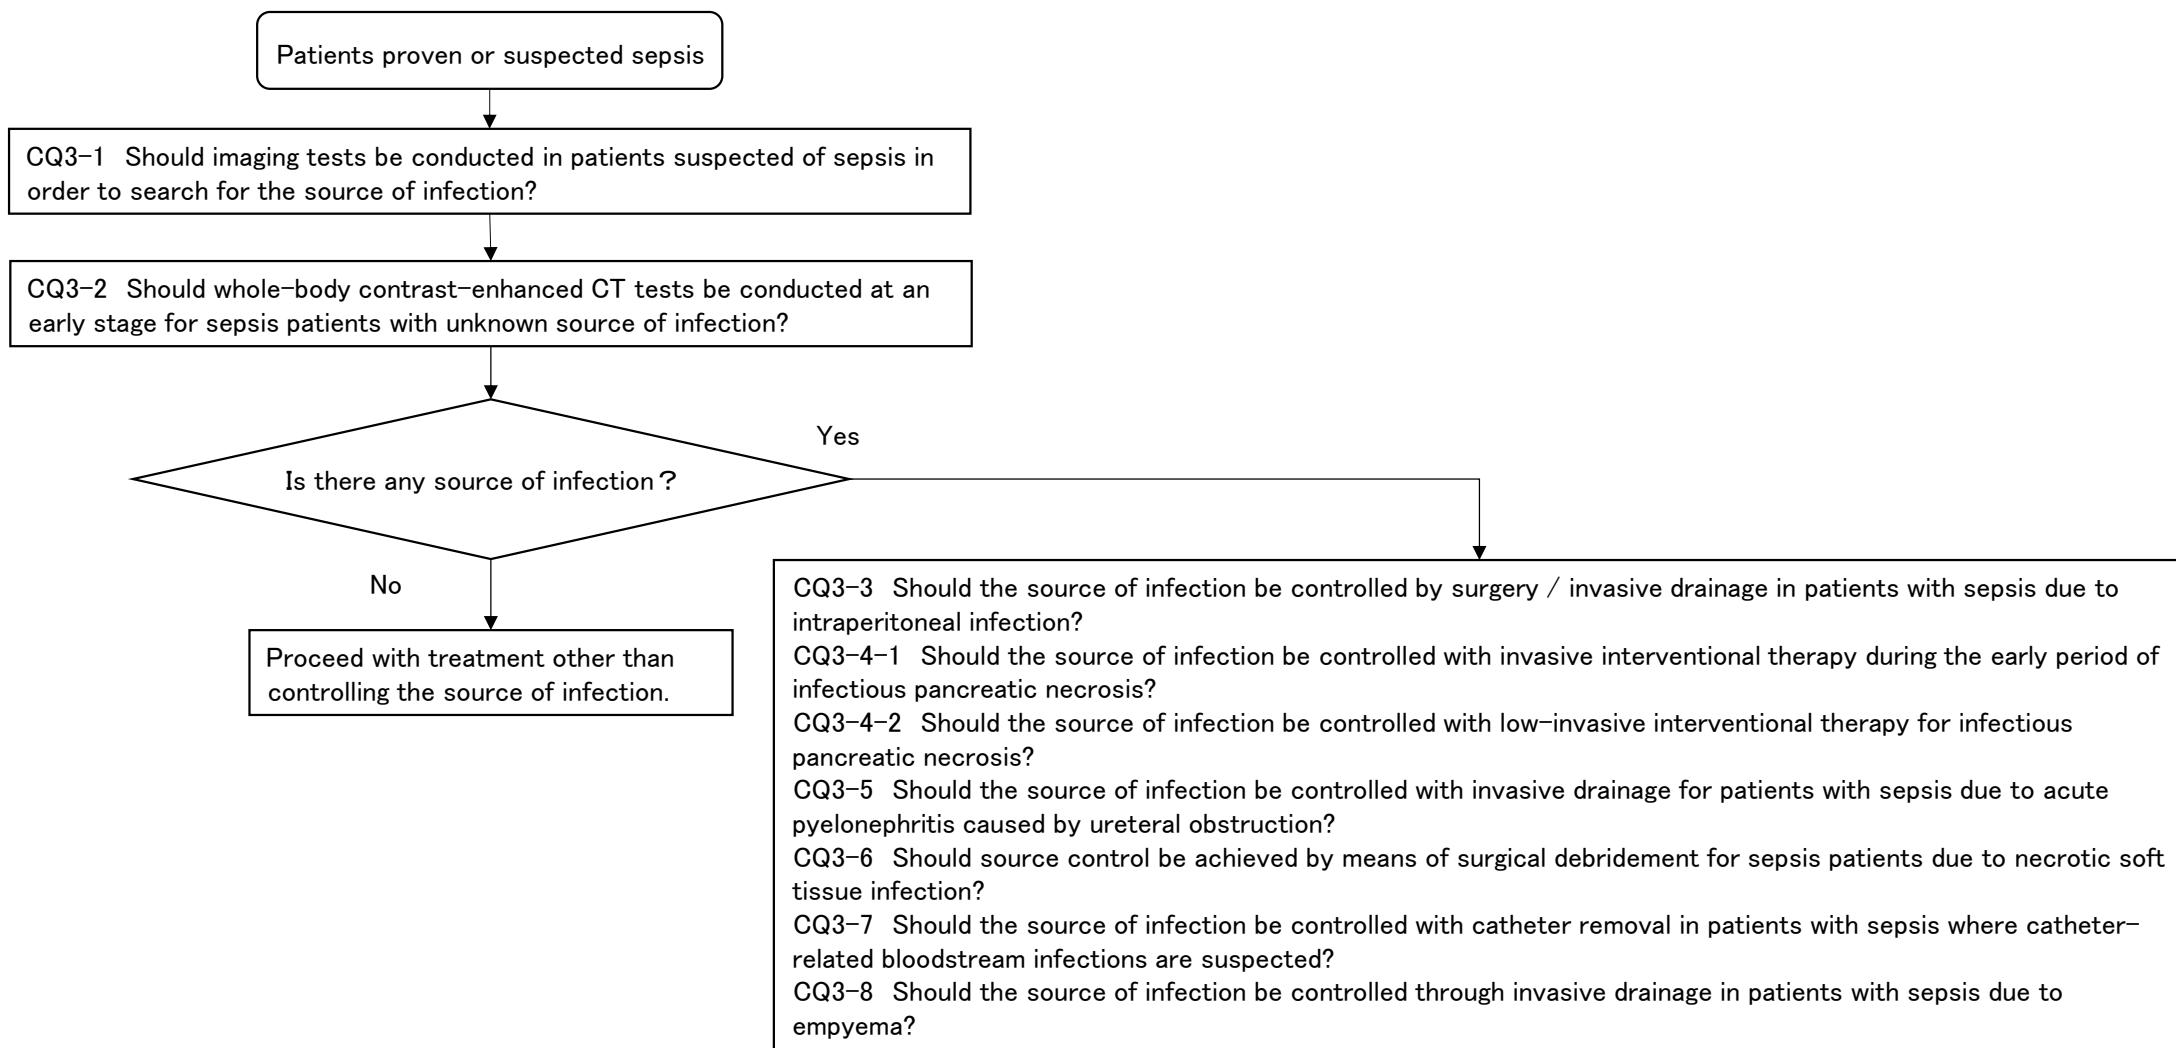 Patients proven or suspected sepsis
CQ3-1 Should imaging tests be conducted in patients suspected of sepsis in
order to search for the source of infection?
CQ3-2 Should whole-body contrast-enhanced CT tests be conducted at an
early stage for sepsis patients with unknown source of infection?
Yes
Is there any source of infection?
No
Proceed with treatment other than
controlling the source of infection.
CQ3-3 Should the source of infection be controlled by surgery / invasive drainage in patients with sepsis due to
intraperitoneal infection?
CQ3-4-1 Should the source of infection be controlled with invasive interventional therapy during the early period of
infectious pancreatic necrosis?
CQ3-4-2 Should the source of infection be controlled with low-invasive interventional therapy for infectious
pancreatic necrosis?
CQ3-5 Should the source of infection be controlled with invasive drainage for patients with sepsis due to acute
pyelonephritis caused by ureteral obstruction?
CQ3-6 Should source control be achieved by means of surgical debridement for sepsis patients due to necrotic soft
tissue infection?
CQ3-7 Should the source of infection be controlled with catheter removal in patients with sepsis where catheter-
related bloodstream infections are suspected?
CQ3-8 Should the source of infection be controlled through invasive drainage in patients with sepsis due to
empyema?